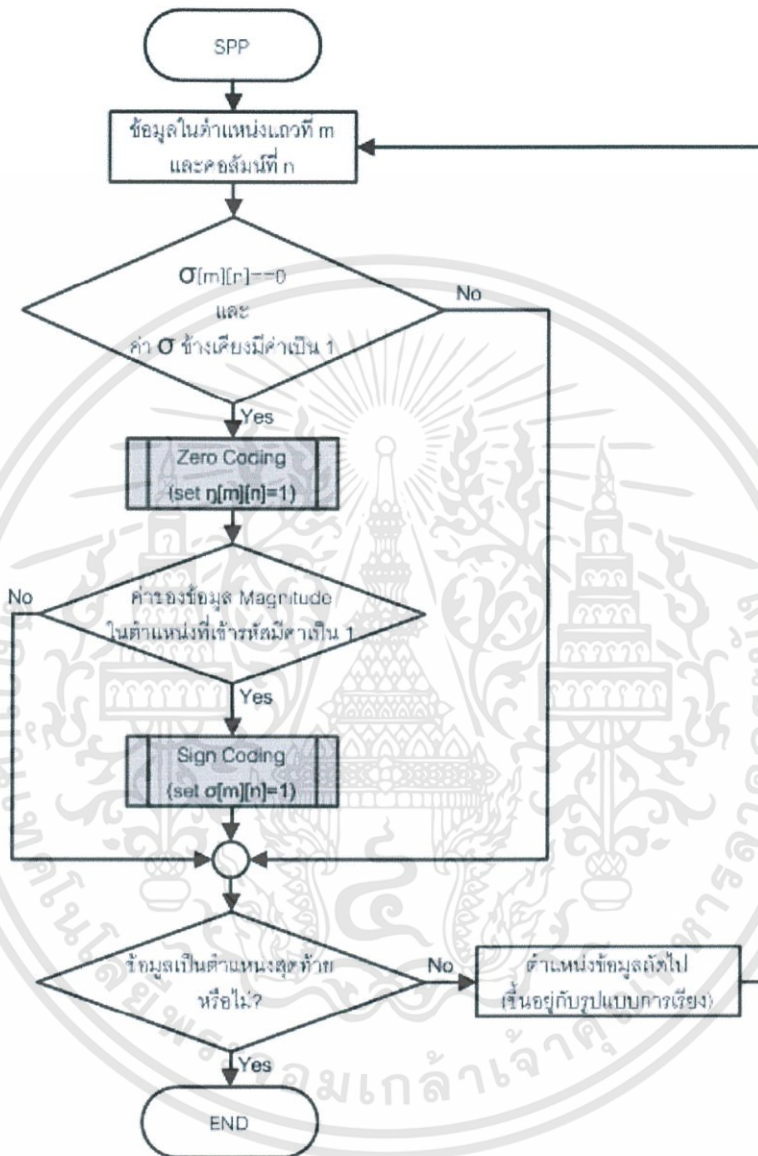 SPP
ข้อมูลในตำแหน่งแถวที่ m
และคอลัมน์ที่ n
σ[m][n]==0
และ
ค่า σ ข้างเคียงมีค่าเป็น 1
No
Yes
Zero Coding
(set η[m][n]=1)
No
ค่าของข้อมูล Magnitude
ในตำแหน่งที่เข้ารหัสมีค่าเป็น 1
Yes
Sign Coding
(set σ[m][n]=1)
ข้อมูลเป็นตำแหน่งสุดท้าย
หรือไม่?
No
ตำแหน่งข้อมูลถัดไป
(ขึ้นอยู่กับรูปแบบการเรียง)
Yes
END